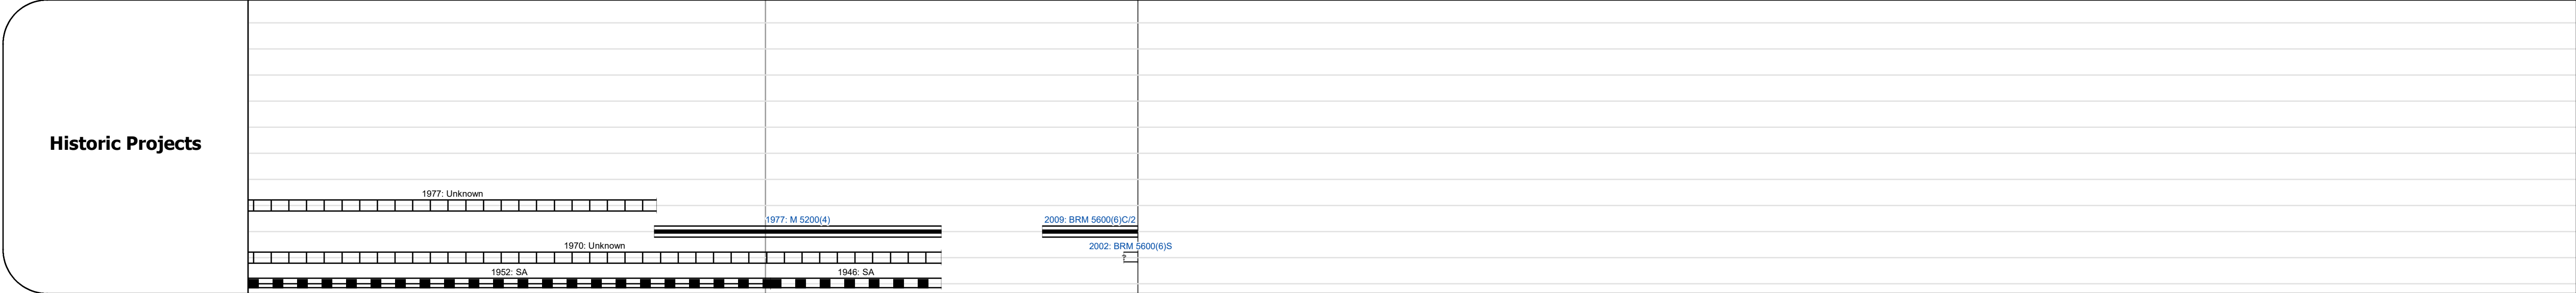 Historic Projects
1977: Unknown
1977: M 5200(4)
2009: BRM 5600(6)C/2
1970: Unknown
2002: BRM 5600(6)S
?
1952: SA
1946: SA